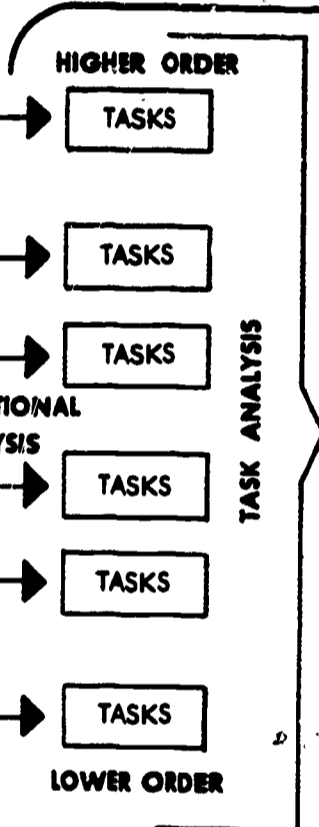 HIGHER ORDER
TASKS
TASKS
TASKS
TIONAL
YSIS
TASKS
TASKS
TASKS
LOWER ORDER
TASK ANALYSIS